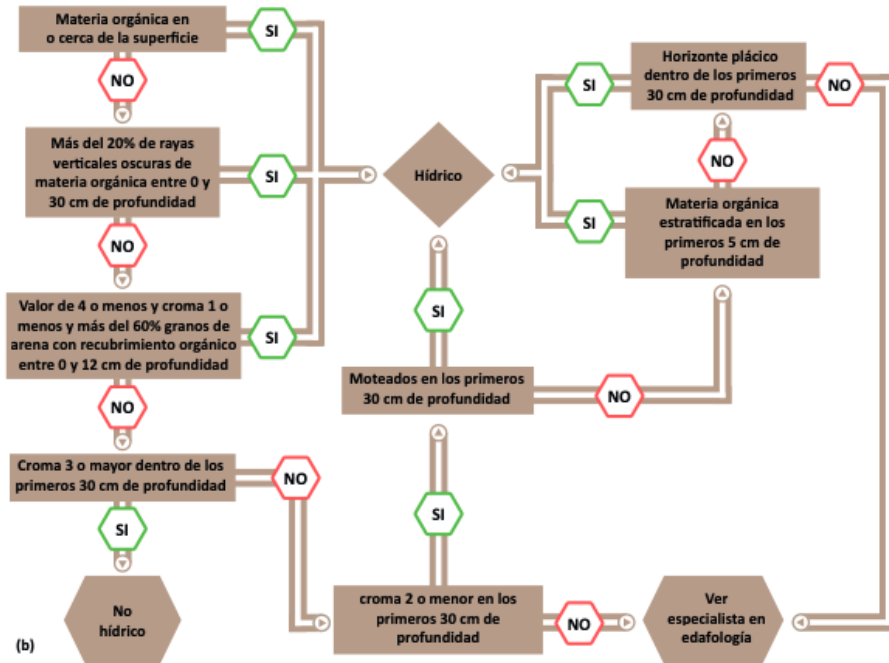 Materia orgánica en
o cerca de la superficie
SI
NO
Más del 20% de rayas
verticales oscuras de
materia orgánica entre 0 y
30 cm de profundidad
SI
NO
Valor de 4 o menos y croma 1 o
menos y más del 60% granos de
arena con recubrimiento orgánico
entre 0 y 12 cm de profundidad
SI
NO
Croma 3 o mayor dentro de los
primeros 30 cm de profundidad
NO
SI
No
hídrico
(b)
croma 2 o menor en los
primeros 30 cm de
profundidad
SI
NO
Ver
especialista en
edafología
Moteados en los primeros
30 cm de profundidad
SI
NO
Hídrico
Materia orgánica
estratificada en los
primeros 5 cm de
profundidad
SI
NO
Horizonte plácico
dentro de los primeros
30 cm de profundidad
SI
NO